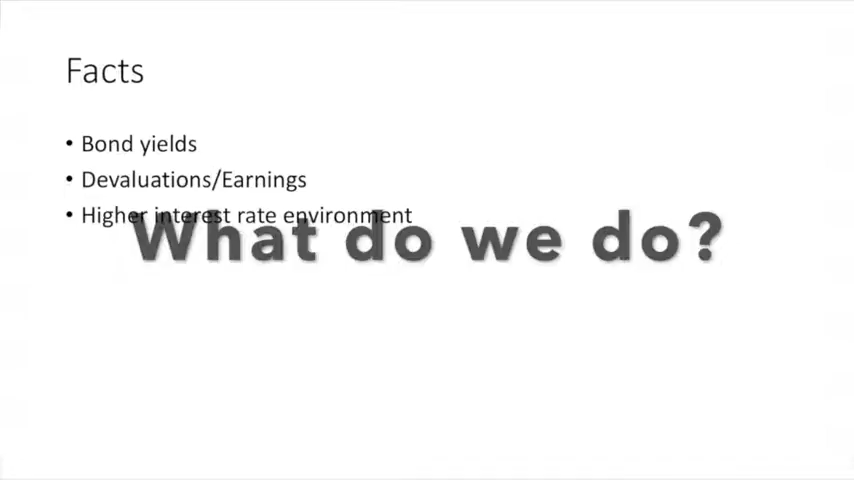 Facts
• Bond yields
• Devaluations/Earnings
• Higher interest rate environment
What do we do?